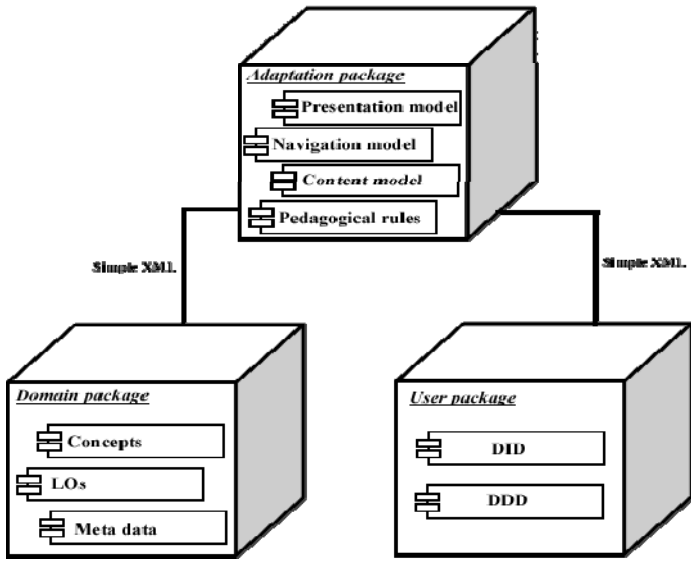 Adaptation package
Presentation model
Navigation model
Content model
Pedagogical rules
Simple XML
Simple XML
Domain package
Concepts
LOs
Meta data
User package
DID
DDD